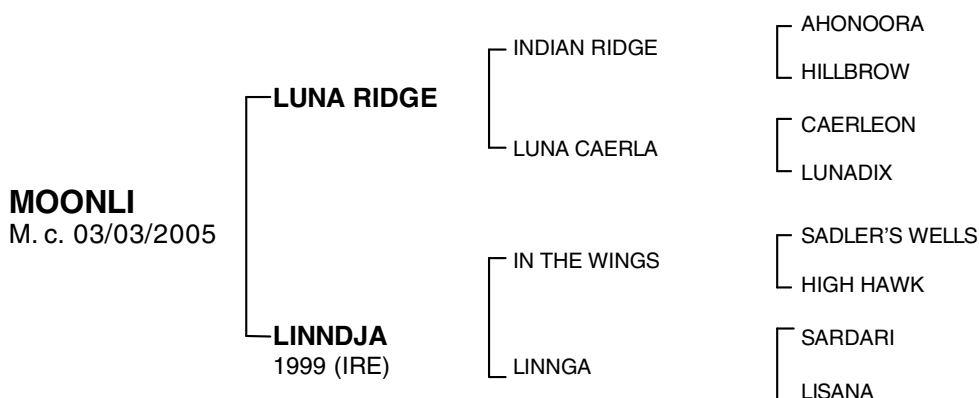 MOONLI
M. c. 03/03/2005
LUNA RIDGE
LINNDJA
1999 (IRE)
INDIAN RIDGE
LUNA CAERLA
IN THE WINGS
LINNGA
AHONOORA
HILLBROW
CAERLEON
LUNADIX
SADLER'S WELLS
HIGH HAWK
SARDARI
LISANA